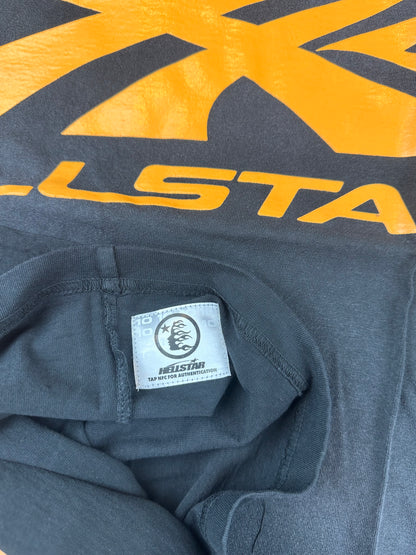 LLSTA
HELLSTAR
TAP NFC FOR AUTHENTICATION